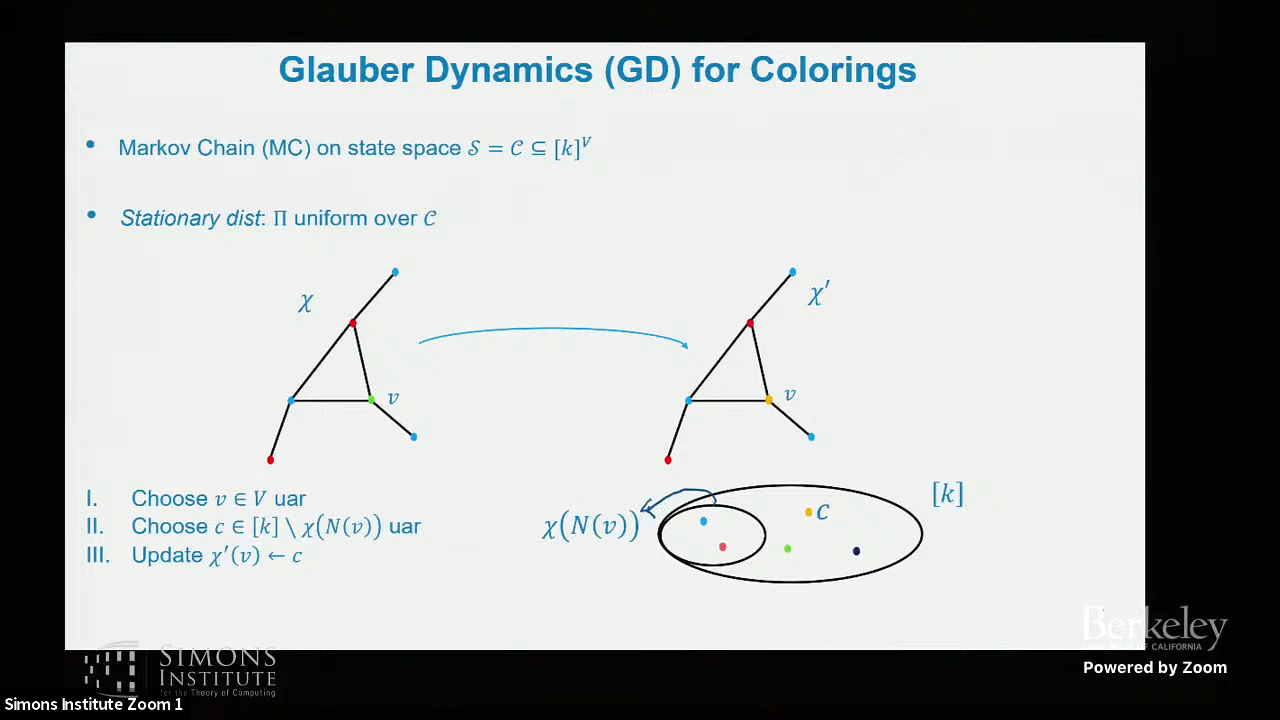 Glauber Dynamics (GD) for Colorings
• Markov Chain (MC) on state space 𝒮 = 𝒞 ⊆ [k]^V
• Stationary dist: Π uniform over 𝒞
χ
χ′
v
v
I. Choose v ∈ V uar
II. Choose c ∈ [k] \ χ(N(v)) uar
III. Update χ′(v) ← c
[k]
c
χ(N(v))
Berkeley
UNIVERSITY OF CALIFORNIA
Powered by Zoom
SIMONS
INSTITUTE
for the Theory of Computing
Simons Institute Zoom 1